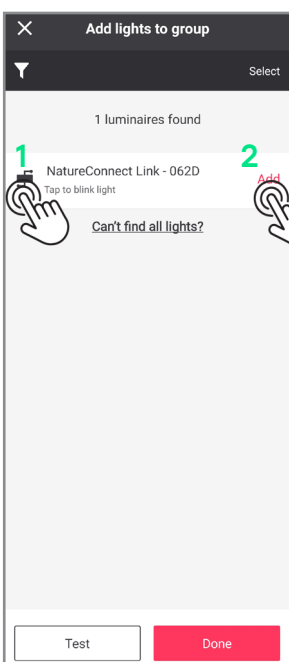 Add lights to group
Select
1 luminaires found
1
2
NatureConnect Link - 062D
Add
Tap to blink light
Can't find all lights?
Test
Done